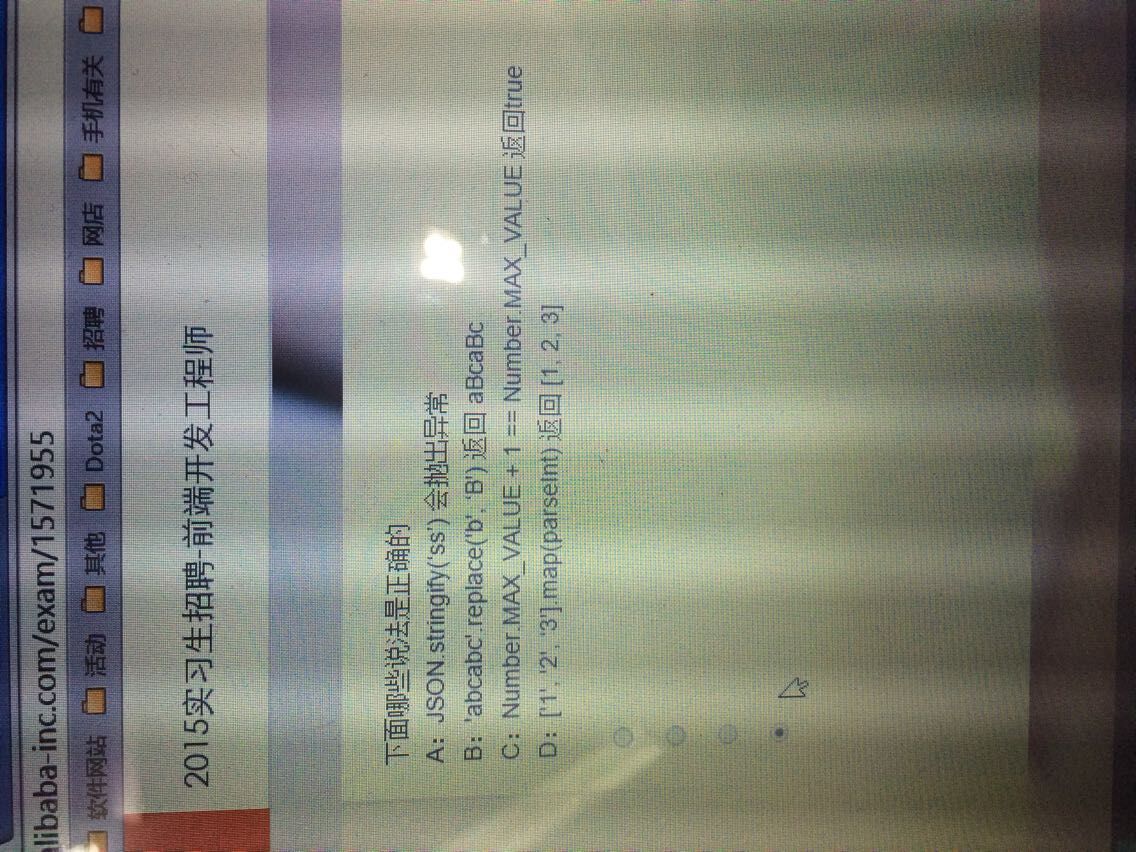 alibaba-inc.com/exam/1571955
软件网站 活动 其他 Dota2 招聘 网店 手机有关
2015实习生招聘-前端开发工程师
下面哪些说法是正确的
A：JSON.stringify('ss') 会抛出异常
B：'abcabc'.replace('b', 'B') 返回 aBcaBc
C：Number.MAX_VALUE + 1 == Number.MAX_VALUE 返回true
D：['1', '2', '3'].map(parseInt) 返回 [1, 2, 3]